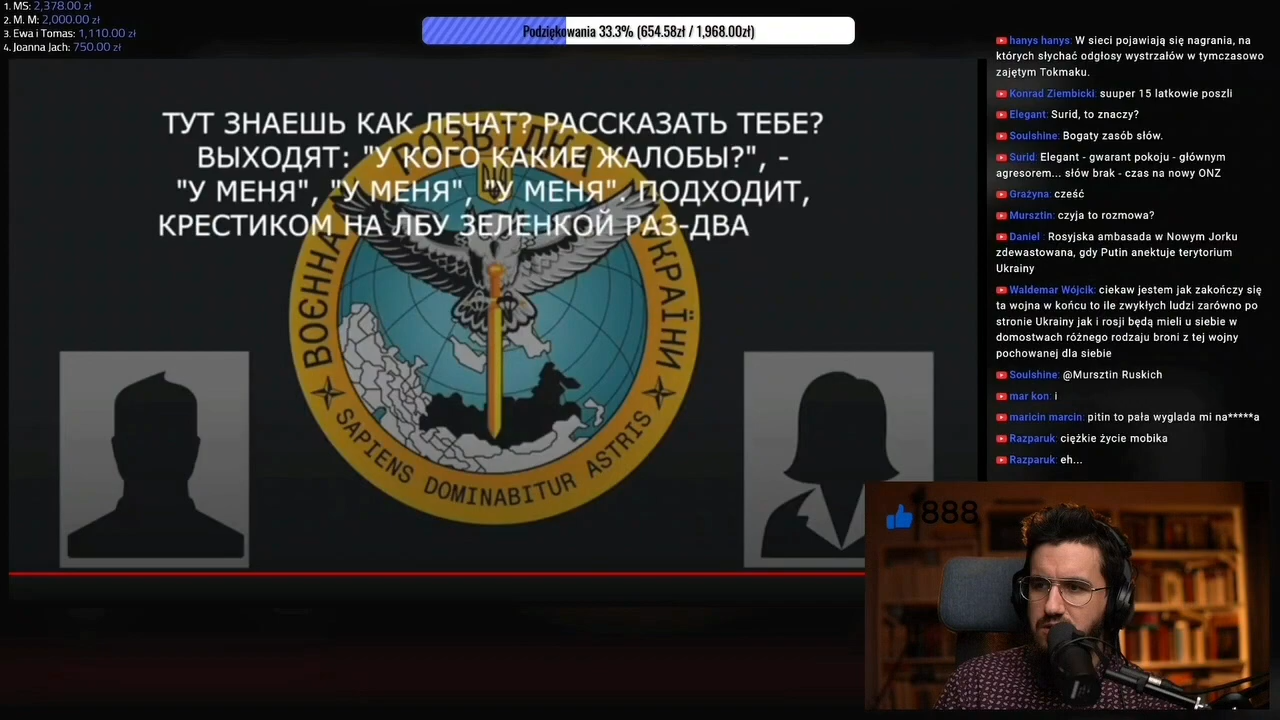 1. MS: 2,378.00 zł
2. M. M: 2,000.00 zł
3. Ewa i Tomas: 1,110.00 zł
4. Joanna Jach: 750.00 zł
Podziękowania 33.3% (654.58zł / 1,968.00zł)
ТУТ ЗНАЕШЬ КАК ЛЕЧАТ? РАССКАЗАТЬ ТЕБЕ?
ВЫХОДЯТ: "У КОГО КАКИЕ ЖАЛОБЫ?", -
"У МЕНЯ", "У МЕНЯ", "У МЕНЯ". ПОДХОДИТ,
КРЕСТИКОМ НА ЛБУ ЗЕЛЕНКОЙ РАЗ-ДВА
ВОЄННА РОЗВІДКА УКРАЇНИ
SAPIENS DOMINABITUR ASTRIS
hanys hanys: W sieci pojawiają się nagrania, na
których słychać odgłosy wystrzałów w tymczasowo
zajętym Tokmaku.
Konrad Ziembicki: suuper 15 latkowie poszli
Elegant: Surid, to znaczy?
Soulshine: Bogaty zasób słów.
Surid: Elegant - gwarant pokoju - głównym
agresorem... słów brak - czas na nowy ONZ
Grażyna: cześć
Mursztin: czyja to rozmowa?
Daniel : Rosyjska ambasada w Nowym Jorku
zdewastowana, gdy Putin anektuje terytorium
Ukrainy
Waldemar Wójcik: ciekaw jestem jak zakończy się
ta wojna w końcu to ile zwykłych ludzi zarówno po
stronie Ukrainy jak i rosji będą mieli u siebie w
domostwach różnego rodzaju broni z tej wojny
pochowanej dla siebie
Soulshine: @Mursztin Ruskich
mar kon: i
maricin marcin: pitin to pała wyglada mi na*****a
Razparuk: ciężkie życie mobika
Razparuk: eh...
888